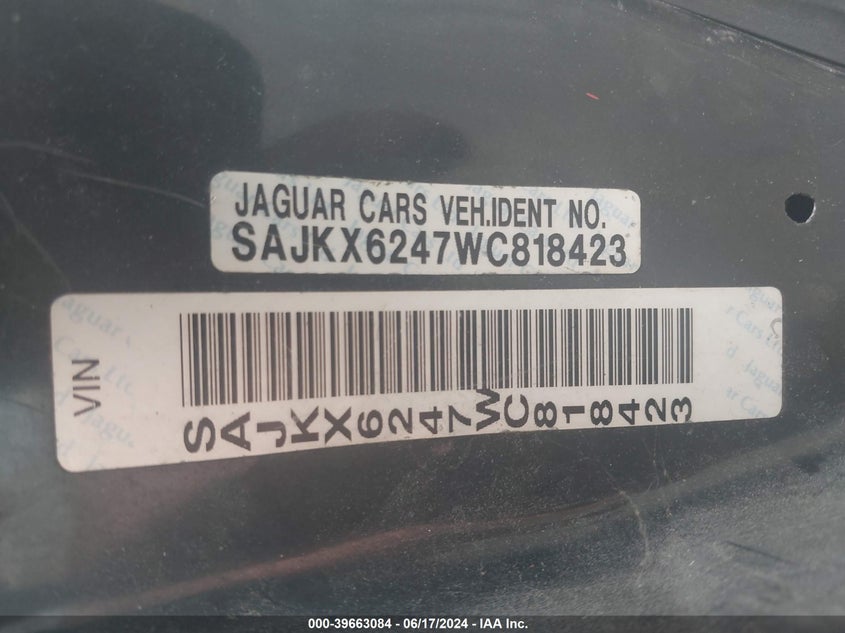 JAGUAR CARS VEH.IDENT NO.
SAJKX6247WC818423
VIN
SAJKX6247WC818423
000-39663084 - 06/17/2024 - IAA Inc.